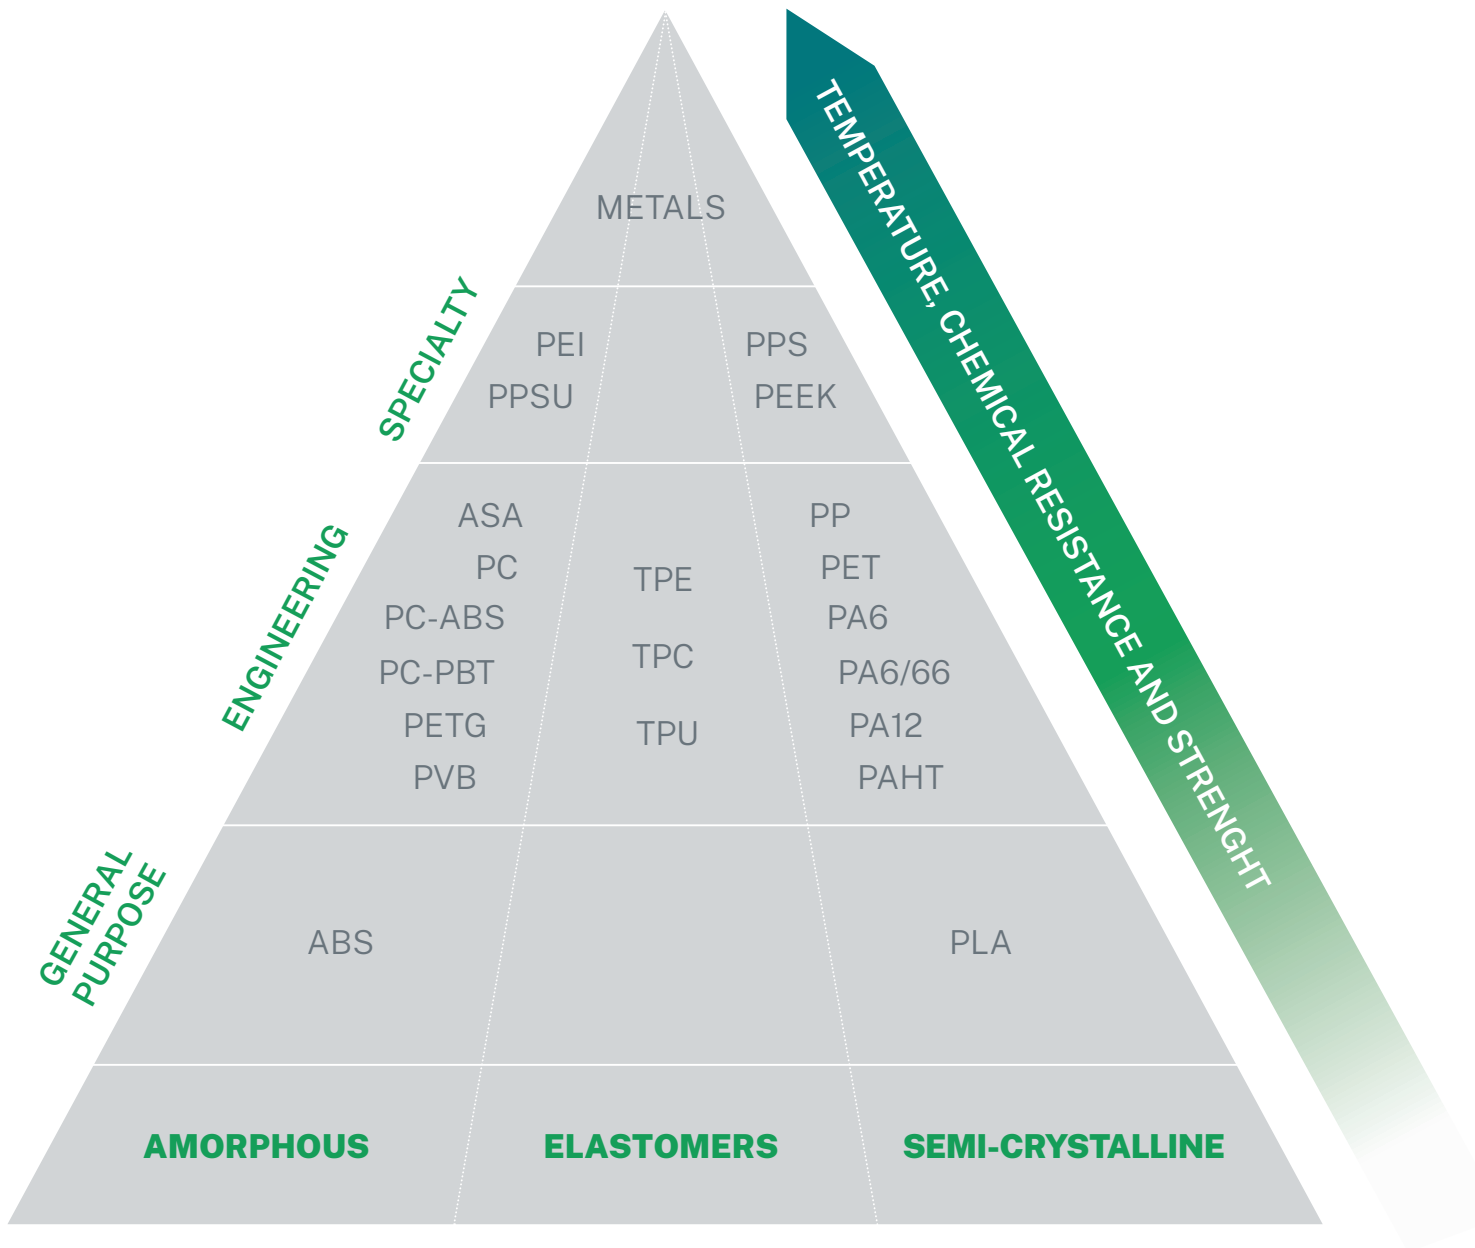 METALS
SPECIALTY
PEI
PPSU
PPS
PEEK
ENGINEERING
ASA
PC
PC-ABS
PC-PBT
PETG
PVB
TPE
TPC
TPU
PP
PET
PA6
PA6/66
PA12
PAHT
GENERAL
PURPOSE
ABS
PLA
AMORPHOUS
ELASTOMERS
SEMI-CRYSTALLINE
TEMPERATURE, CHEMICAL RESISTANCE AND STRENGHT